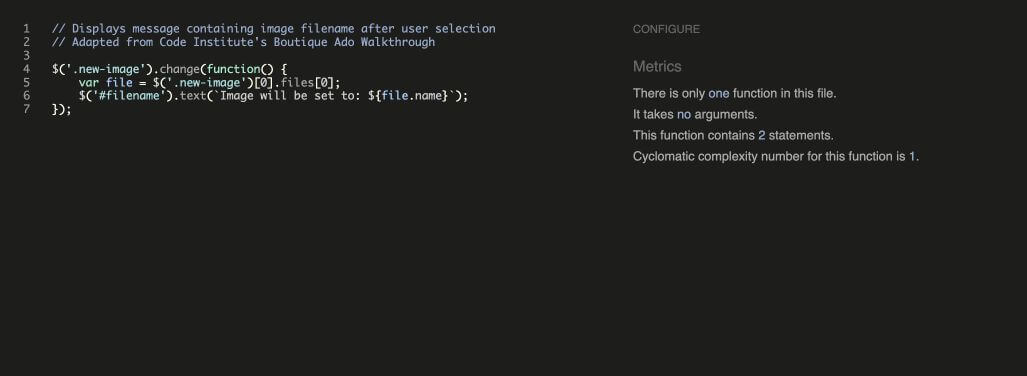 1 // Displays message containing image filename after user selection
2 // Adapted from Code Institute's Boutique Ado Walkthrough
3
4 $('.new-image').change(function() {
5     var file = $('.new-image')[0].files[0];
6     $('#filename').text(`Image will be set to: ${file.name}`);
7 });
CONFIGURE
Metrics
There is only one function in this file.
It takes no arguments.
This function contains 2 statements.
Cyclomatic complexity number for this function is 1.